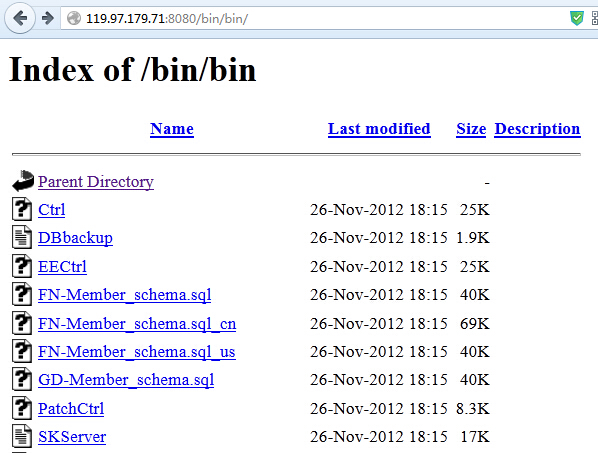 119.97.179.71:8080/bin/bin/
Index of /bin/bin
Name Last modified Size Description
Parent Directory -
Ctrl 26-Nov-2012 18:15 25K
DBbackup 26-Nov-2012 18:15 1.9K
EECtrl 26-Nov-2012 18:15 25K
FN-Member_schema.sql 26-Nov-2012 18:15 40K
FN-Member_schema.sql_cn 26-Nov-2012 18:15 69K
FN-Member_schema.sql_us 26-Nov-2012 18:15 40K
GD-Member_schema.sql 26-Nov-2012 18:15 40K
PatchCtrl 26-Nov-2012 18:15 8.3K
SKServer 26-Nov-2012 18:15 17K